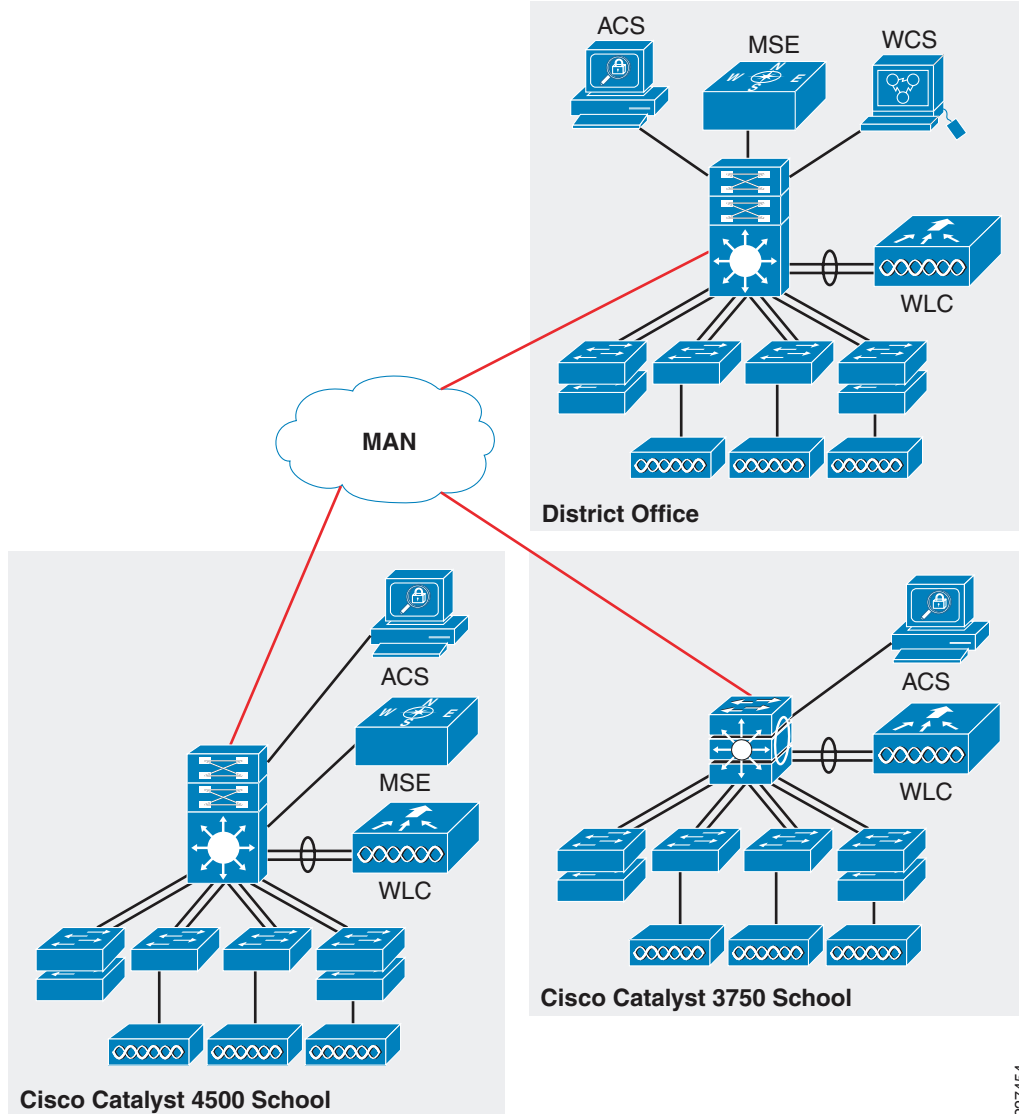 ACS
MSE
WCS
N
W
E
S
WLC
MAN
District Office
ACS
N
W
E
S
MSE
WLC
Cisco Catalyst 4500 School
ACS
WLC
Cisco Catalyst 3750 School